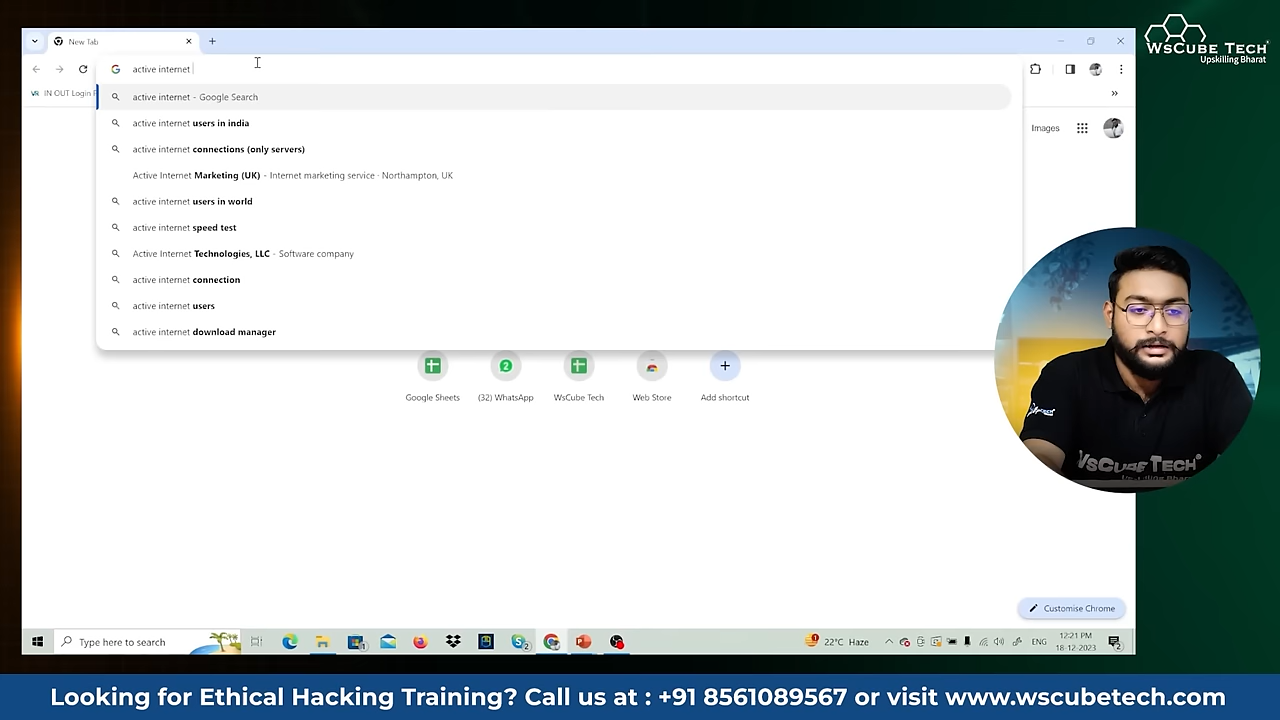 WsCube Tech
Upskilling Bharat
New Tab
active internet
IN OUT Login
active internet - Google Search
active internet users in india
active internet connections (only servers)
Active Internet Marketing (UK) - Internet marketing service · Northampton, UK
active internet users in world
active internet speed test
Active Internet Technologies, LLC - Software company
active internet connection
active internet users
active internet download manager
Images
Google Sheets
(32) WhatsApp
WsCube Tech
Web Store
Add shortcut
WsCube Tech
Customise Chrome
Type here to search
22°C Haze
ENG
12:21 PM
18-12-2023
Looking for Ethical Hacking Training? Call us at : +91 8561089567 or visit www.wscubetech.com